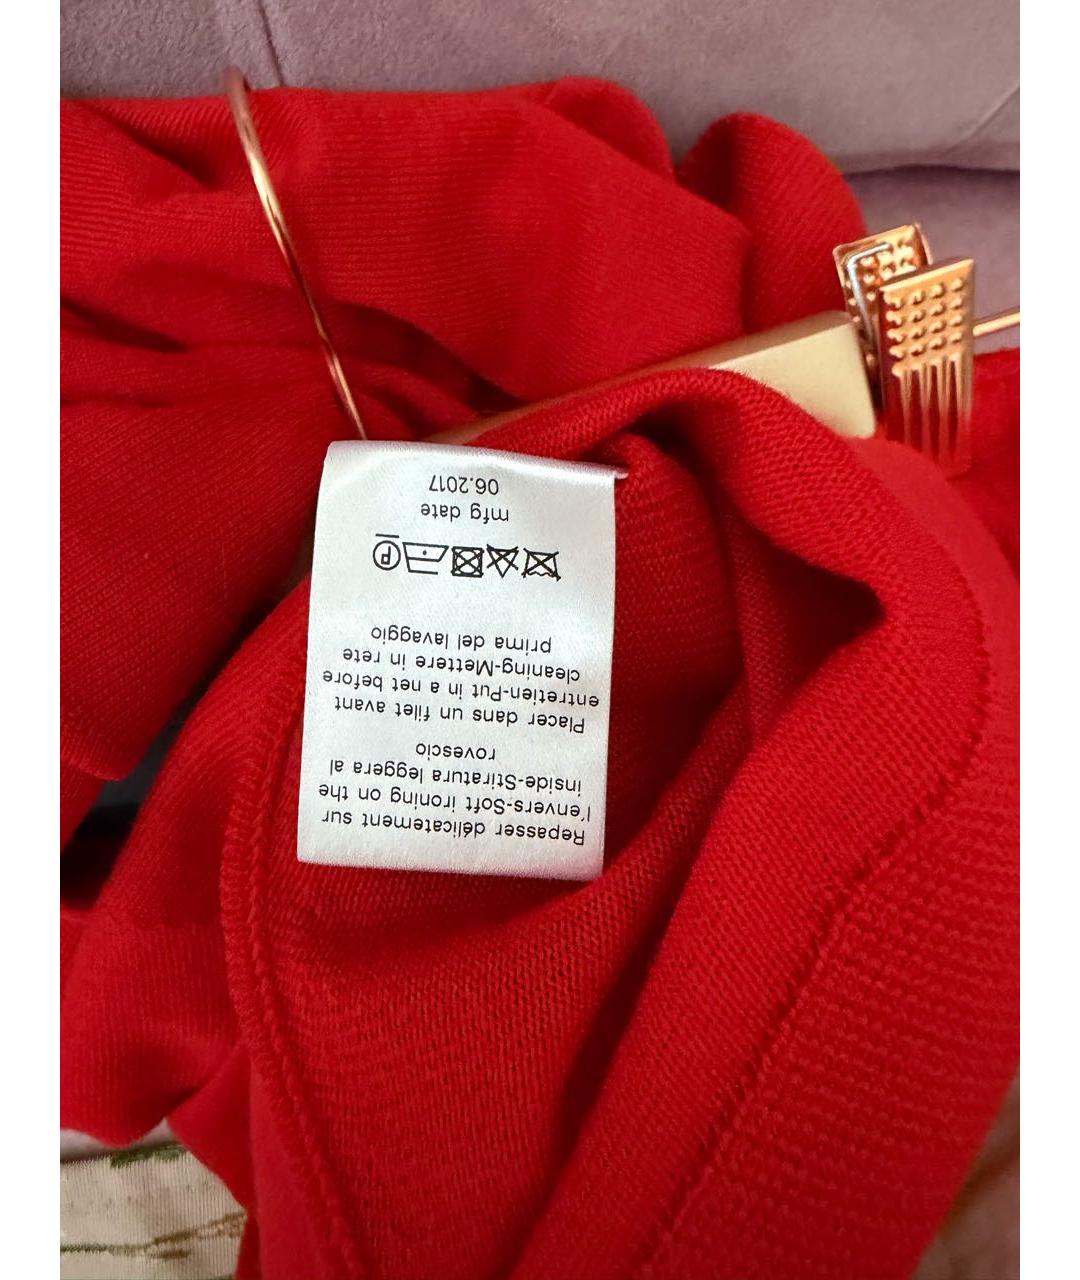 Repasser délicatement sur
l'envers-Soft ironing on the
inside-Stiratura leggera al
rovescio
Placer dans un filet avant
entretien-Put in a net before
cleaning-Mettere in rete
prima del lavaggio
P
mfg date
06.2017